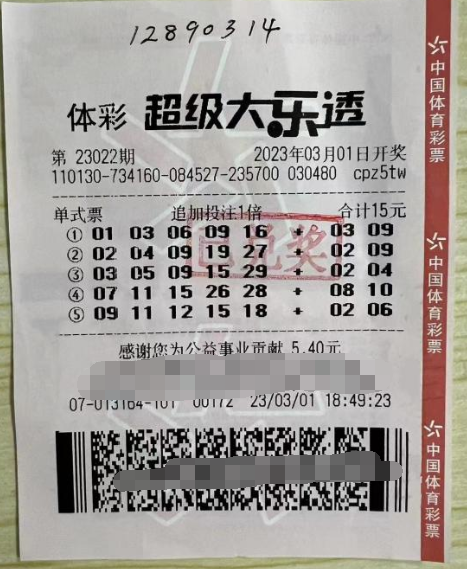 12890314
体彩 超级大乐透
第 23022期 2023年03月01日开奖
110130-734160-084527-235700 030480 cpz5tw
单式票 追加投注1倍 合计15元
① 01 03 06 09 16 + 03 09
② 02 04 09 19 27 + 02 09
③ 03 05 09 15 29 + 02 04
④ 07 11 15 26 28 + 08 10
⑤ 09 11 12 15 18 + 02 06
已兑奖
感谢您为公益事业贡献 5.40元
07-013164-101 00172 23/03/01 18:49:23
中国体育彩票
中国体育彩票
中国体育彩票